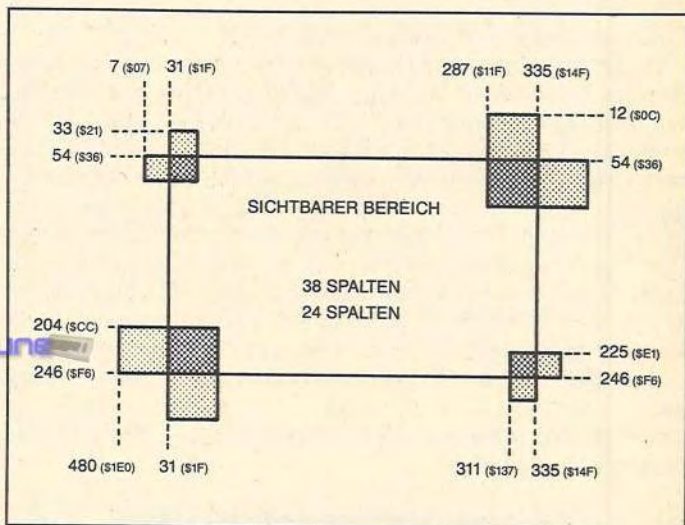 7 ($07) 31 ($1F) 287 ($11F) 335 ($14F)
33 ($21) 12 ($0C)
54 ($36) 54 ($36)
SICHTBARER BEREICH
38 SPALTEN
24 SPALTEN
204 ($CC) 225 ($E1)
246 ($F6) 246 ($F6)
480 ($1E0) 31 ($1F) 311 ($137) 335 ($14F)